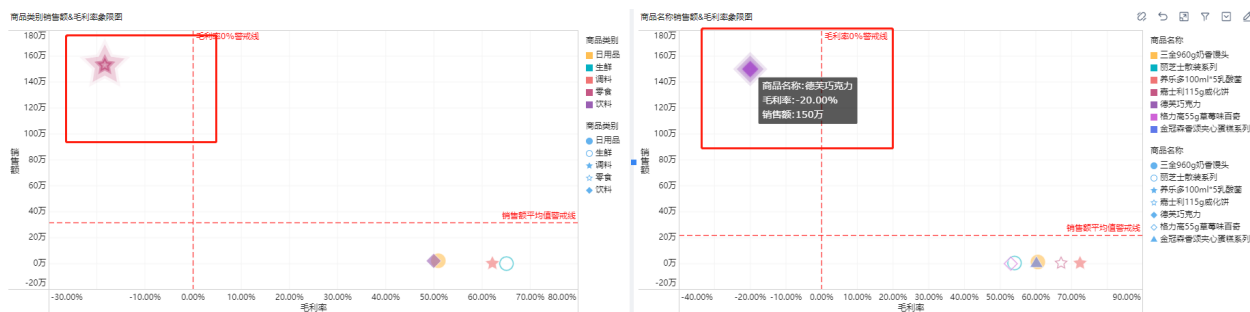 商品类别销售额&毛利率象限图
180万
160万
140万
120万
100万
80万
60万
40万
20万
0万
-20万
销售额
毛利率0%警戒线
销售额平均值警戒线
-30.00%
-10.00%
0.00%
10.00%
20.00%
30.00%
40.00%
50.00%
60.00%
70.00%
80.00%
毛利率
商品类别
日用品
生鲜
调料
零食
饮料
商品类别
日用品
生鲜
调料
零食
饮料
商品名称销售额&毛利率象限图
180万
160万
140万
120万
100万
80万
60万
40万
20万
0万
-20万
销售额
毛利率0%警戒线
商品名称:德芙巧克力
毛利率:-20.00%
销售额:150万
销售额平均值警戒线
-40.00%
-20.00%
-10.00%
0.00%
10.00%
20.00%
30.00%
40.00%
50.00%
60.00%
70.00%
90.00%
毛利率
商品名称
三全960g奶香馒头
丽芝士散装系列
养乐多100ml*5乳酸菌
嘉士利115g威化饼
德芙巧克力
格力高55g草莓味百奇
金冠森香颂夹心蛋糕系列
商品名称
三全960g奶香馒头
丽芝士散装系列
养乐多100ml*5乳酸菌
嘉士利115g威化饼
德芙巧克力
格力高55g草莓味百奇
金冠森香颂夹心蛋糕系列